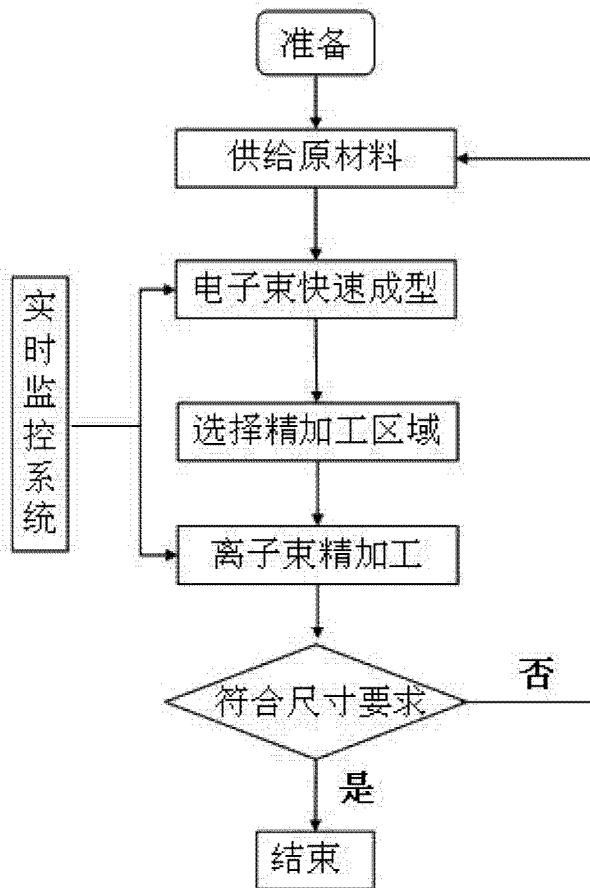 准备
供给原材料
电子束快速成型
实时监控系统
选择精加工区域
离子束精加工
符合尺寸要求
否
是
结束